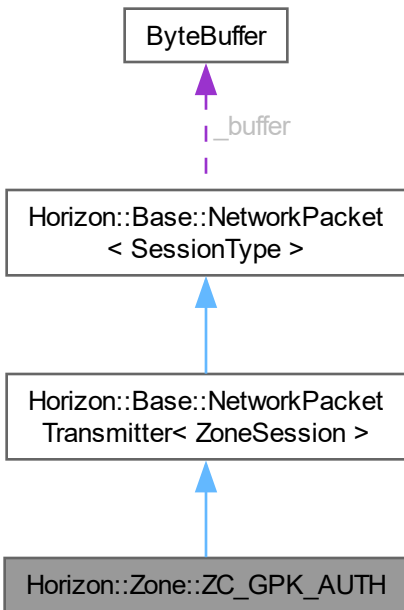 ByteBuffer
_buffer
Horizon::Base::NetworkPacket
< SessionType >
Horizon::Base::NetworkPacket
Transmitter< ZoneSession >
Horizon::Zone::ZC_GPK_AUTH